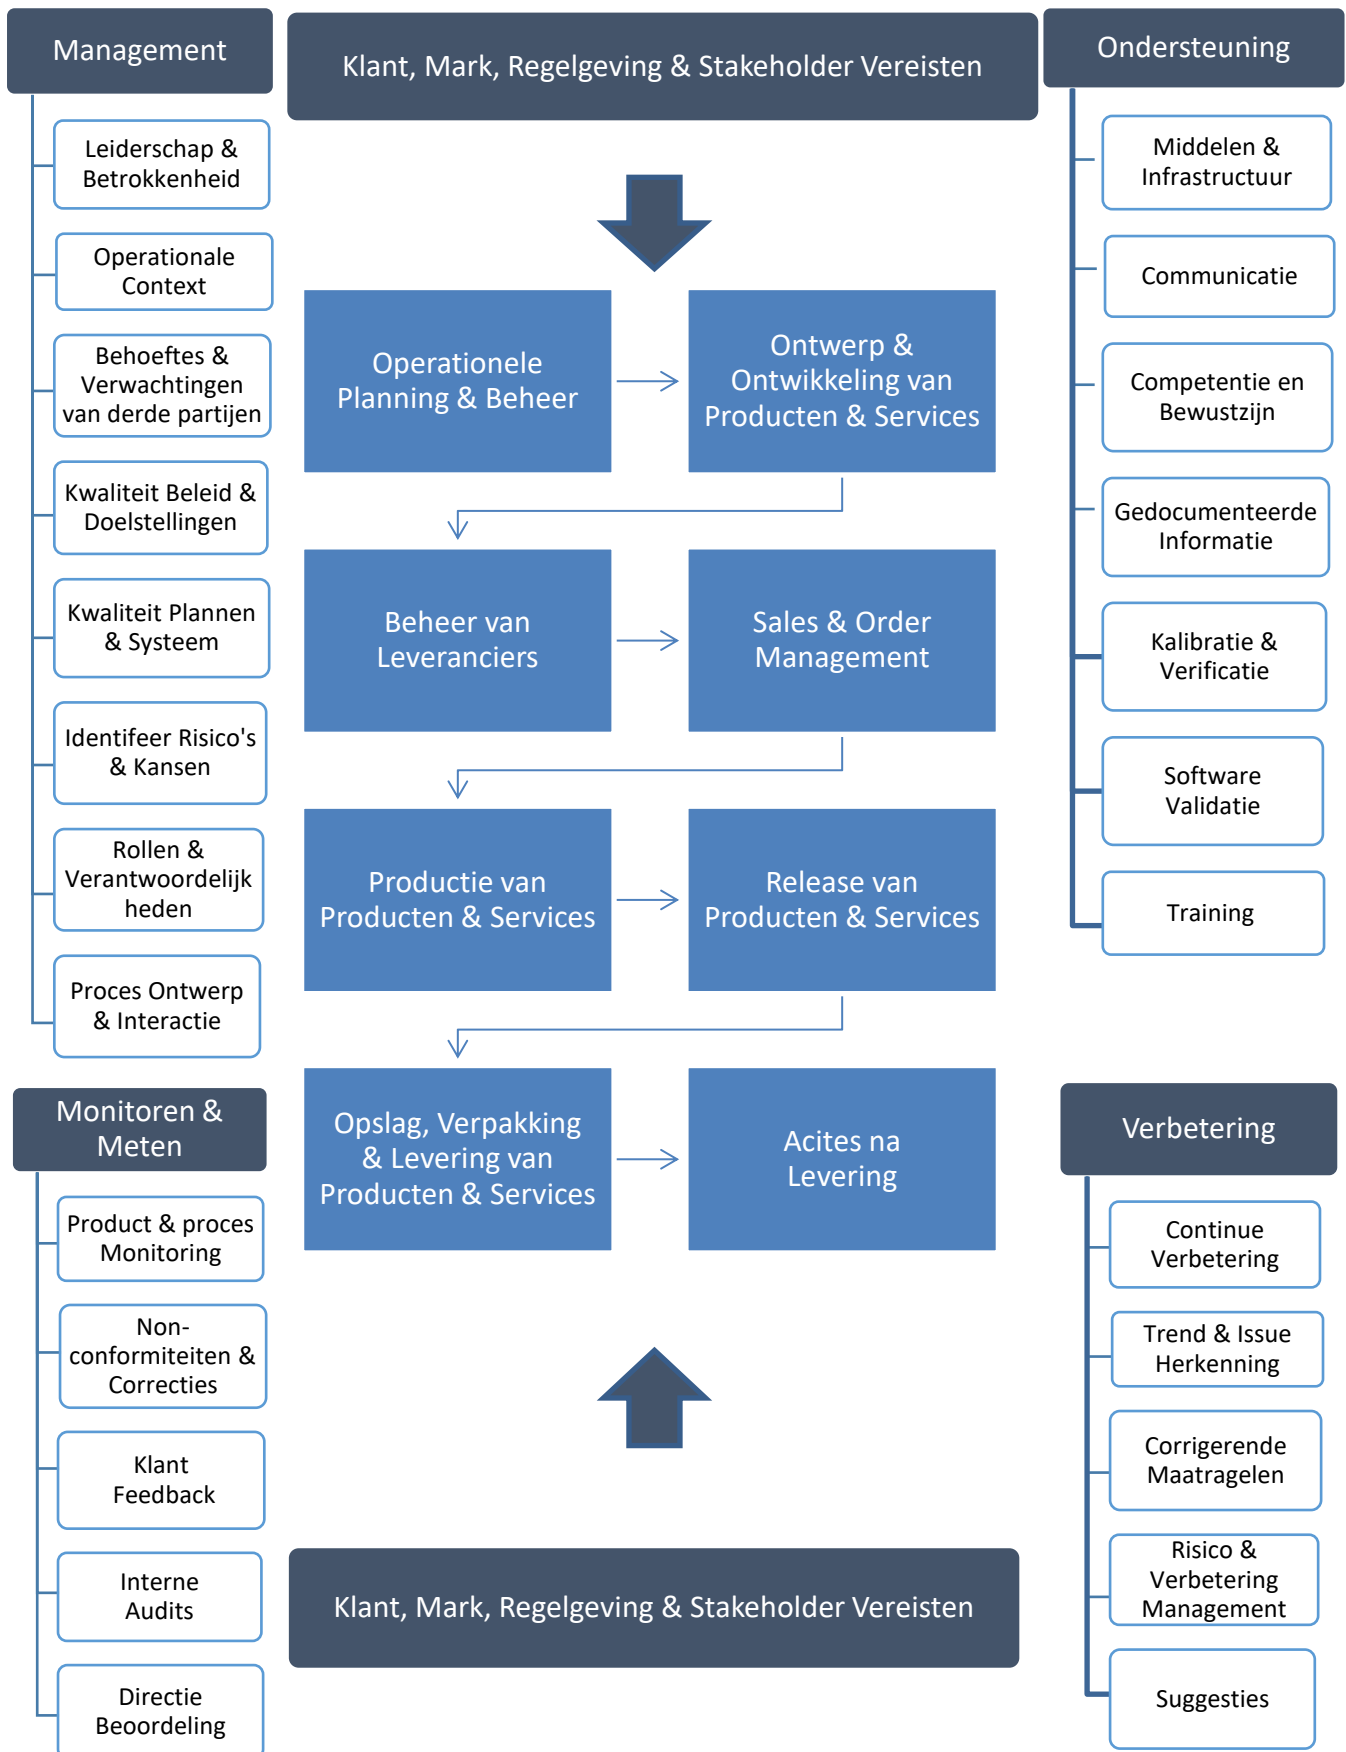 Management
Leiderschap &
Betrokkenheid
Operationale
Context
Behoeftes &
Verwachtingen
van derde partijen
Kwaliteit Beleid &
Doelstellingen
Kwaliteit Plannen
& Systeem
Identifeer Risico's
& Kansen
Rollen &
Verantwoordelijk
heden
Proces Ontwerp
& Interactie
Monitoren &
Meten
Product & proces
Monitoring
Non-
conformiteiten &
Correcties
Klant
Feedback
Interne
Audits
Directie
Beoordeling
Klant, Mark, Regelgeving & Stakeholder Vereisten
Operationele
Planning & Beheer
Ontwerp &
Ontwikkeling van
Producten & Services
Beheer van
Leveranciers
Sales & Order
Management
Productie van
Producten & Services
Release van
Producten & Services
Opslag, Verpakking
& Levering van
Producten & Services
Acites na
Levering
Klant, Mark, Regelgeving & Stakeholder Vereisten
Ondersteuning
Middelen &
Infrastructuur
Communicatie
Competentie en
Bewustzijn
Gedocumenteerde
Informatie
Kalibratie &
Verificatie
Software
Validatie
Training
Verbetering
Continue
Verbetering
Trend & Issue
Herkenning
Corrigerende
Maatragelen
Risico &
Verbetering
Management
Suggesties